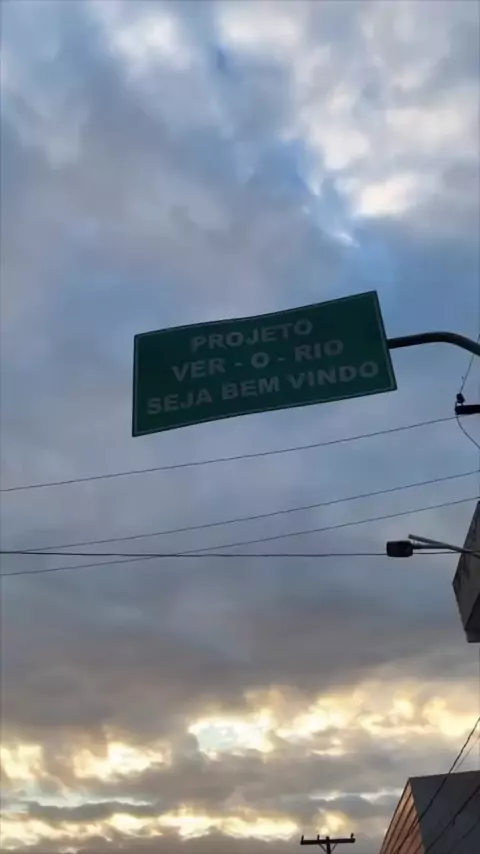 PROJETO
VER - O - RIO
SEJA BEM VINDO